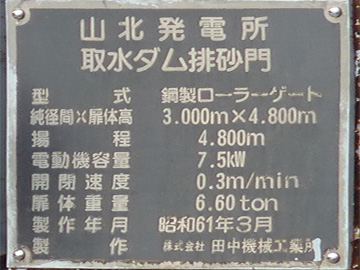 山北発電所
取水ダム排砂門
型式 鋼製ローラーゲート
純径間×扉体高 3.000m×4.800m
揚程 4.800m
電動機容量 7.5kW
開閉速度 0.3m/min
扉体重量 6.60ton
製作年月 昭和61年3月
製作 株式会社 田中機械工業所